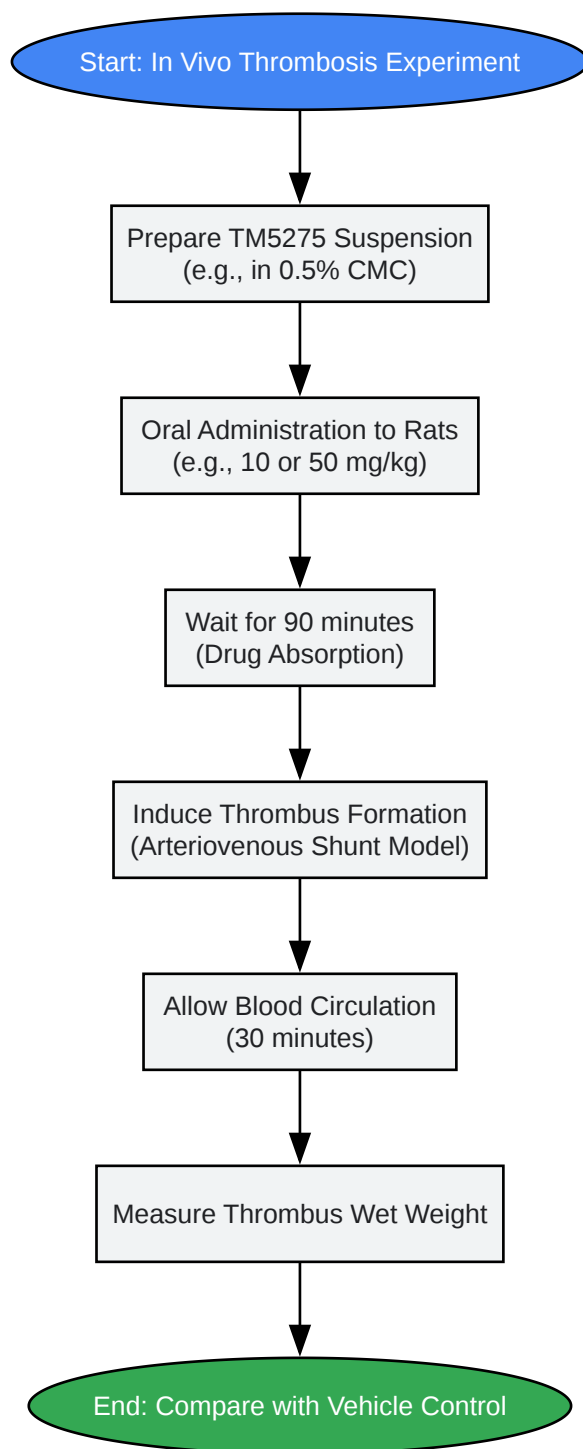 Start: In Vivo Thrombosis Experiment
Prepare TM5275 Suspension
(e.g., in 0.5% CMC)
Oral Administration to Rats
(e.g., 10 or 50 mg/kg)
Wait for 90 minutes
(Drug Absorption)
Induce Thrombus Formation
(Arteriovenous Shunt Model)
Allow Blood Circulation
(30 minutes)
Measure Thrombus Wet Weight
End: Compare with Vehicle Control